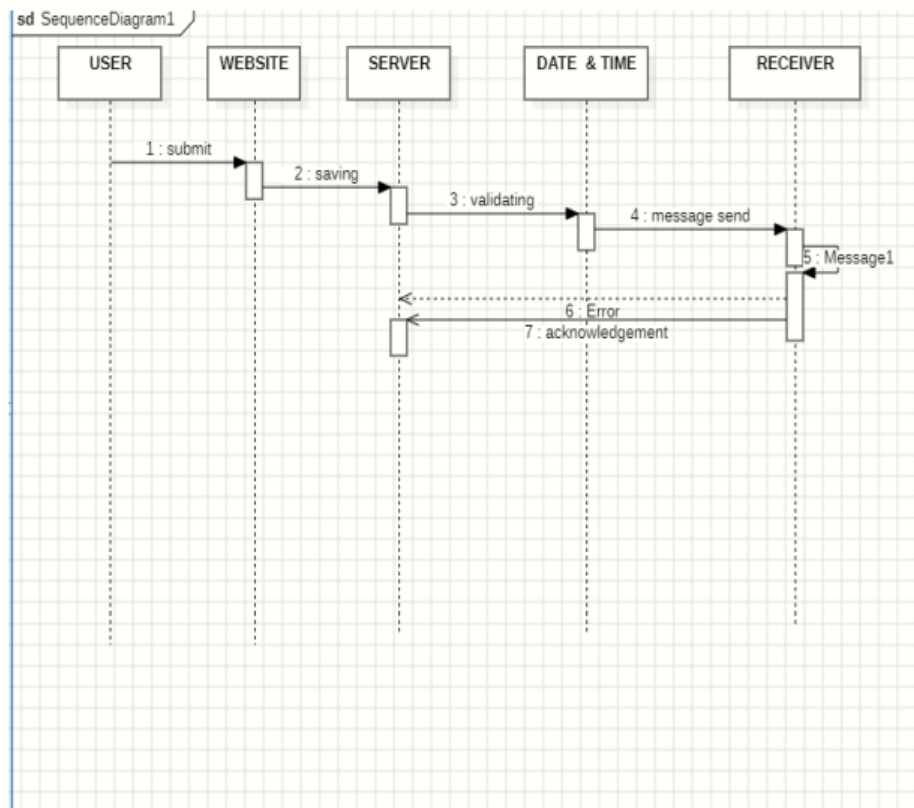 sd SequenceDiagram1
USER
WEBSITE
SERVER
DATE & TIME
RECEIVER
1 : submit
2 : saving
3 : validating
4 : message send
5 : Message1
6 : Error
7 : acknowledgement